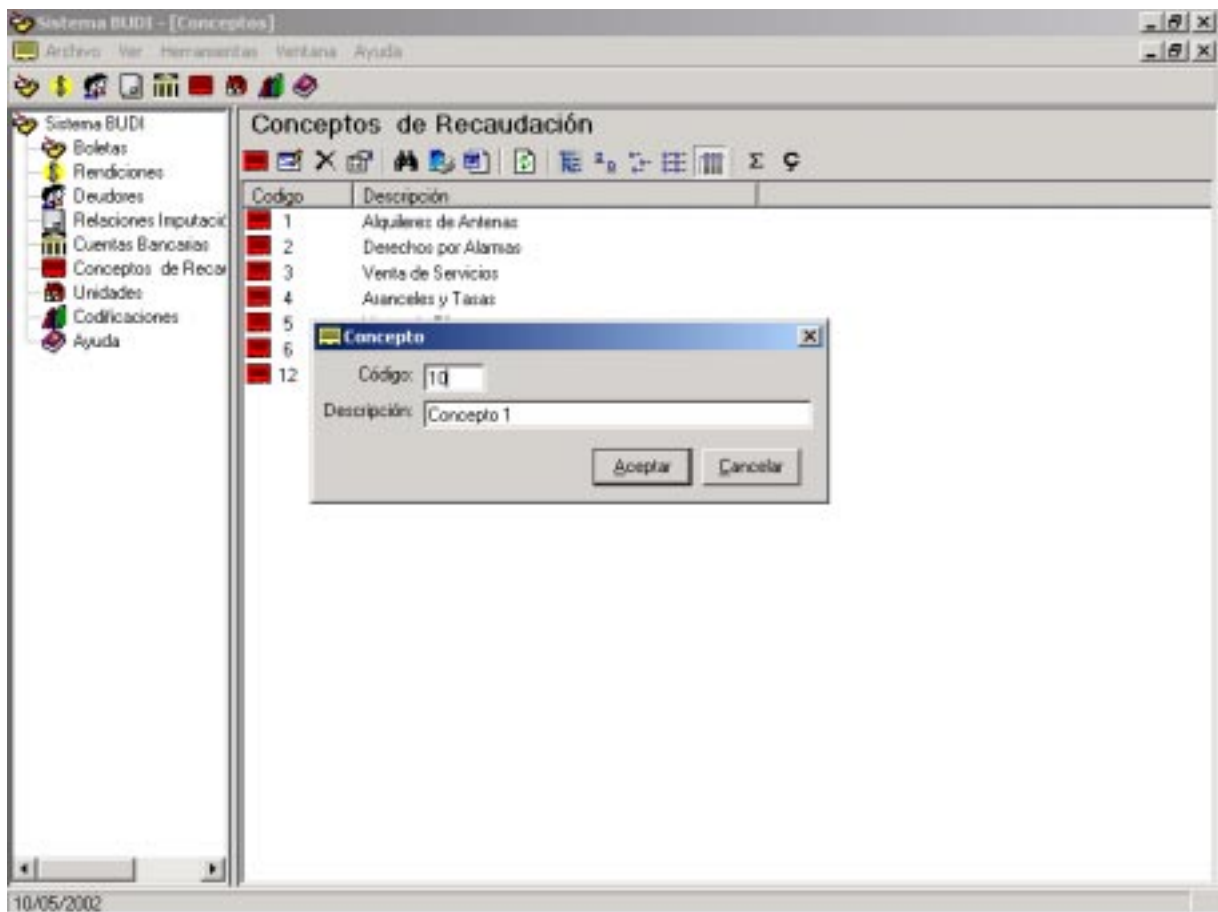 Sistema BUDI - [Conceptos]
Archivo Ver Herramientas Ventana Ayuda
Sistema BUDI
Boletas
Rendiciones
Deudores
Relaciones Imputació
Cuentas Bancarias
Conceptos de Recau
Unidades
Codificaciones
Ayuda
Conceptos de Recaudación
Codigo Descripción
1 Alquileres de Antenas
2 Derechos por Alarmas
3 Venta de Servicios
4 Aranceles y Tasas
5
6
12
Concepto
Código: 10
Descripción: Concepto 1
Aceptar Cancelar
10/05/2002